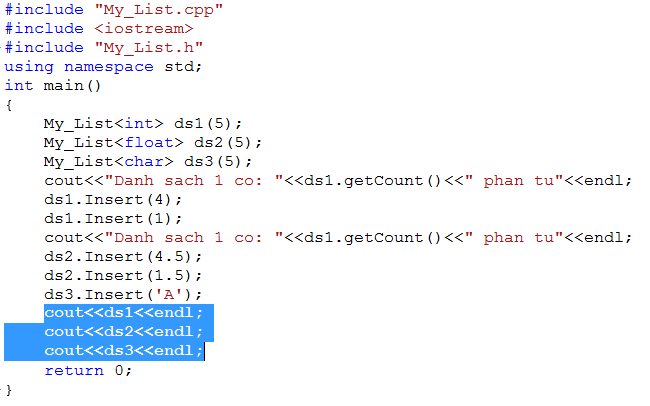 #include "My_List.cpp"
#include <iostream>
#include "My_List.h"
using namespace std;
int main()
{
    My_List<int> ds1(5);
    My_List<float> ds2(5);
    My_List<char> ds3(5);
    cout<<"Danh sach 1 co: "<<ds1.getCount()<<" phan tu"<<endl;
    ds1.Insert(4);
    ds1.Insert(1);
    cout<<"Danh sach 1 co: "<<ds1.getCount()<<" phan tu"<<endl;
    ds2.Insert(4.5);
    ds2.Insert(1.5);
    ds3.Insert('A');
    cout<<ds1<<endl;
    cout<<ds2<<endl;
    cout<<ds3<<endl;
    return 0;
}